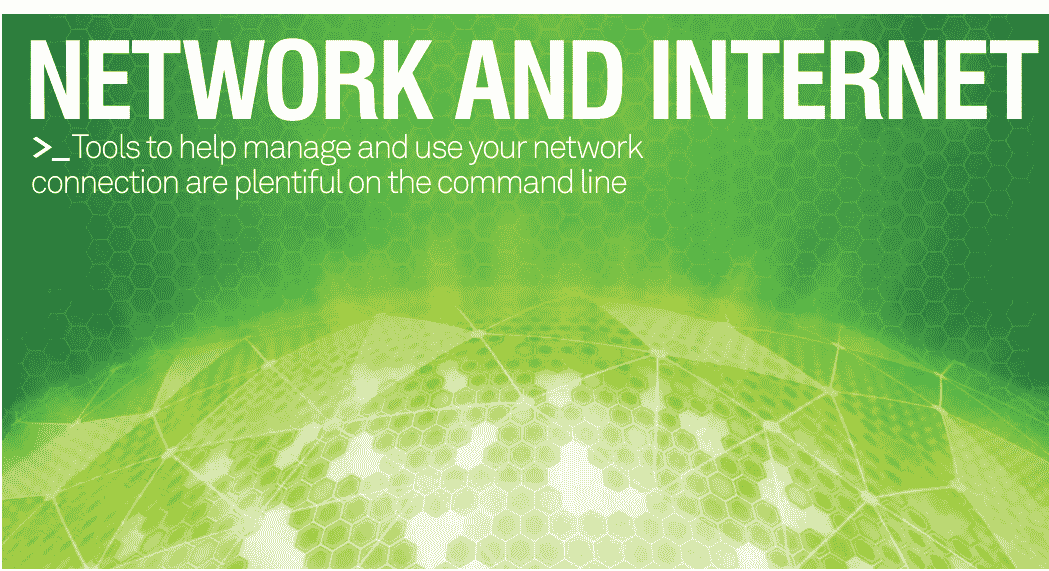 NETWORK AND INTERNET
>_Tools to help manage and use your network
connection are plentiful on the command line